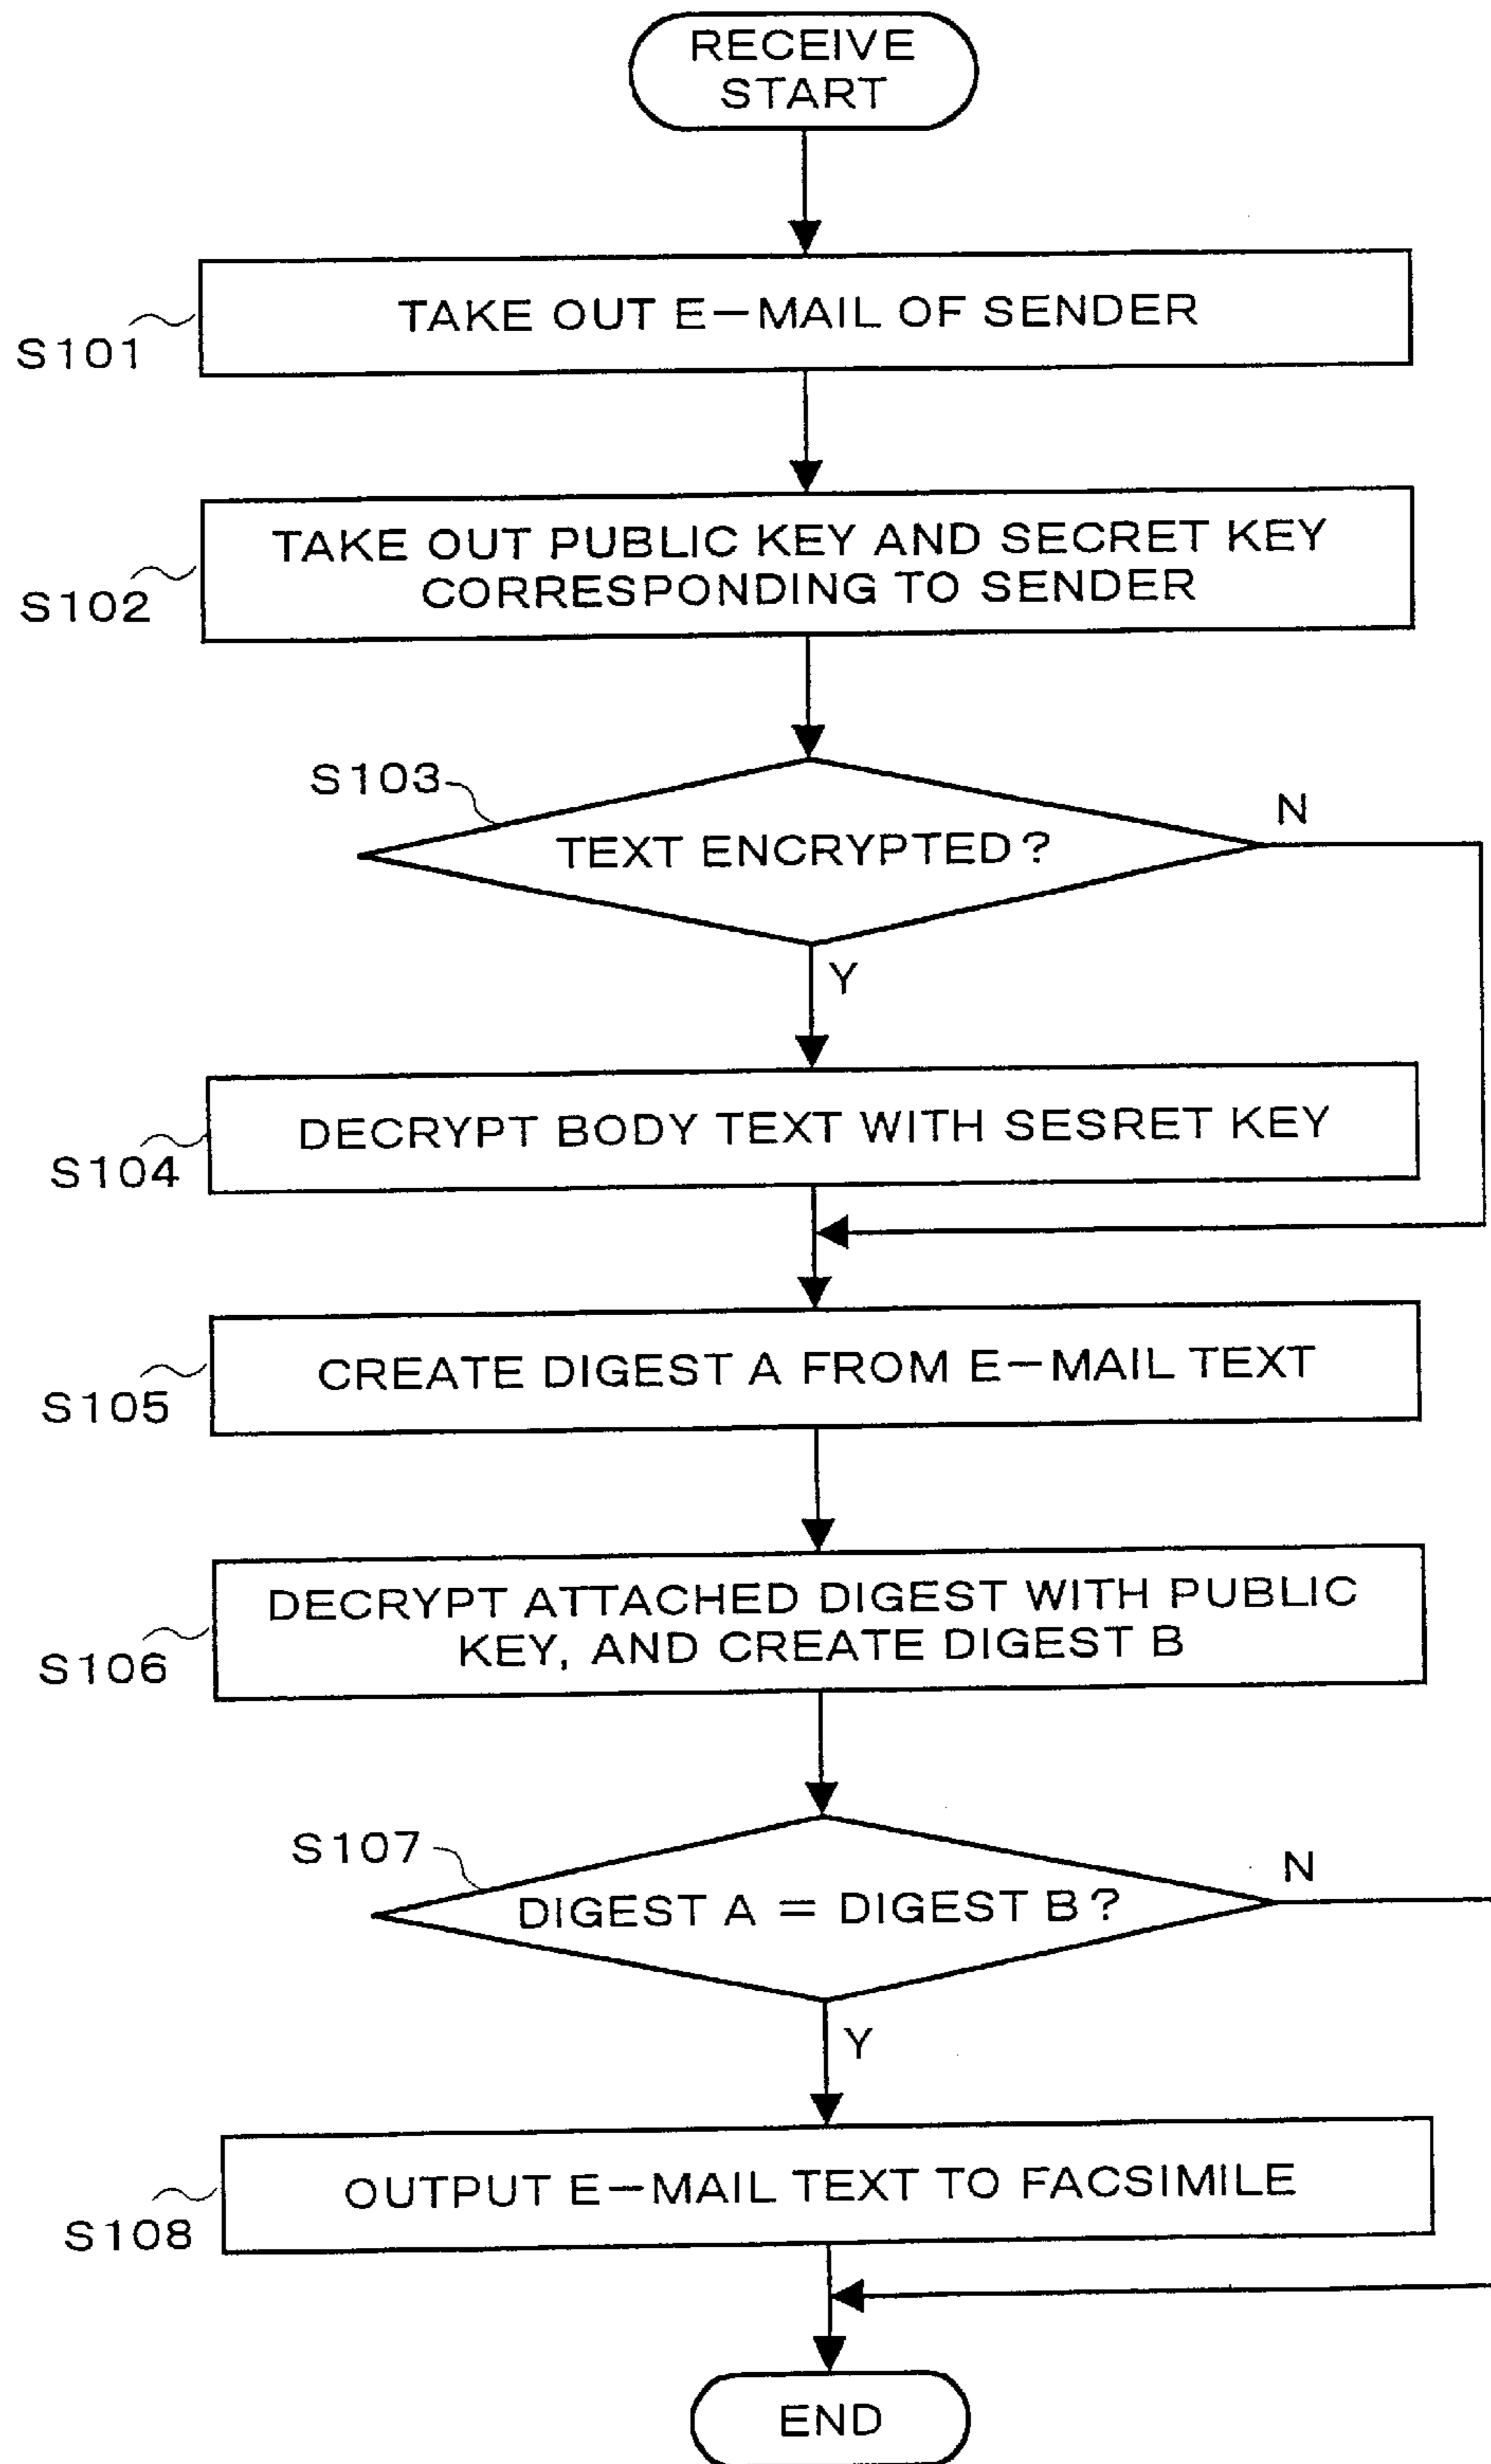 RECEIVE
START
TAKE OUT E-MAIL OF SENDER
S101
TAKE OUT PUBLIC KEY AND SECRET KEY
CORRESPONDING TO SENDER
S102
S103
TEXT ENCRYPTED?
N
Y
DECRYPT BODY TEXT WITH SESRET KEY
S104
CREATE DIGEST A FROM E-MAIL TEXT
S105
DECRYPT ATTACHED DIGEST WITH PUBLIC
KEY, AND CREATE DIGEST B
S106
S107
DIGEST A = DIGEST B?
N
Y
OUTPUT E-MAIL TEXT TO FACSIMILE
S108
END